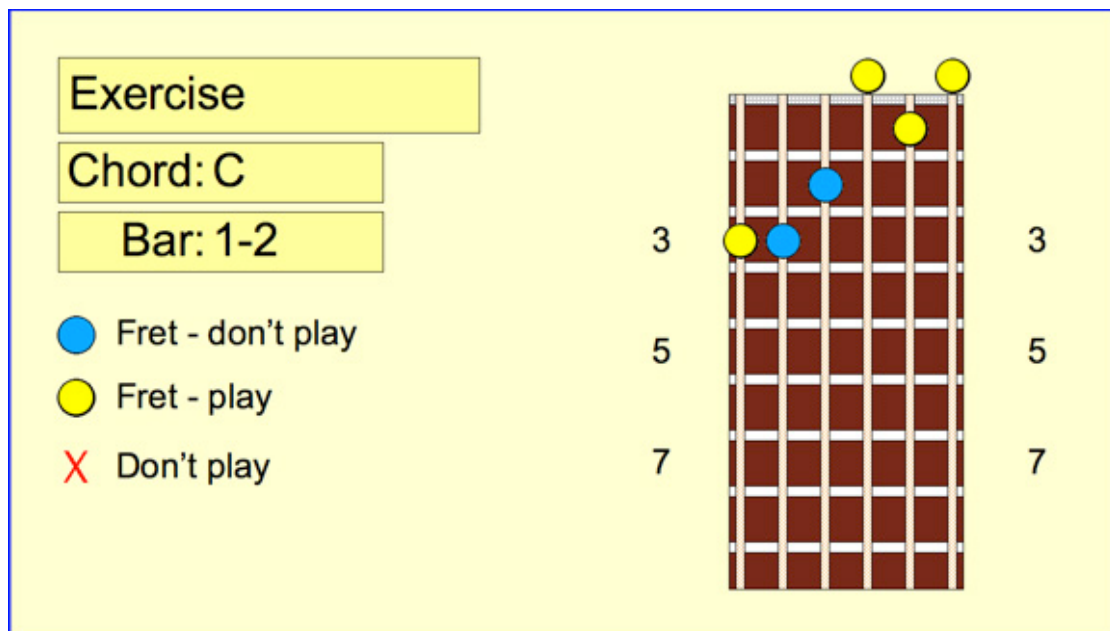 Exercise
Chord: C
Bar: 1-2
Fret - don't play
Fret - play
X Don't play
3 3
5 5
7 7